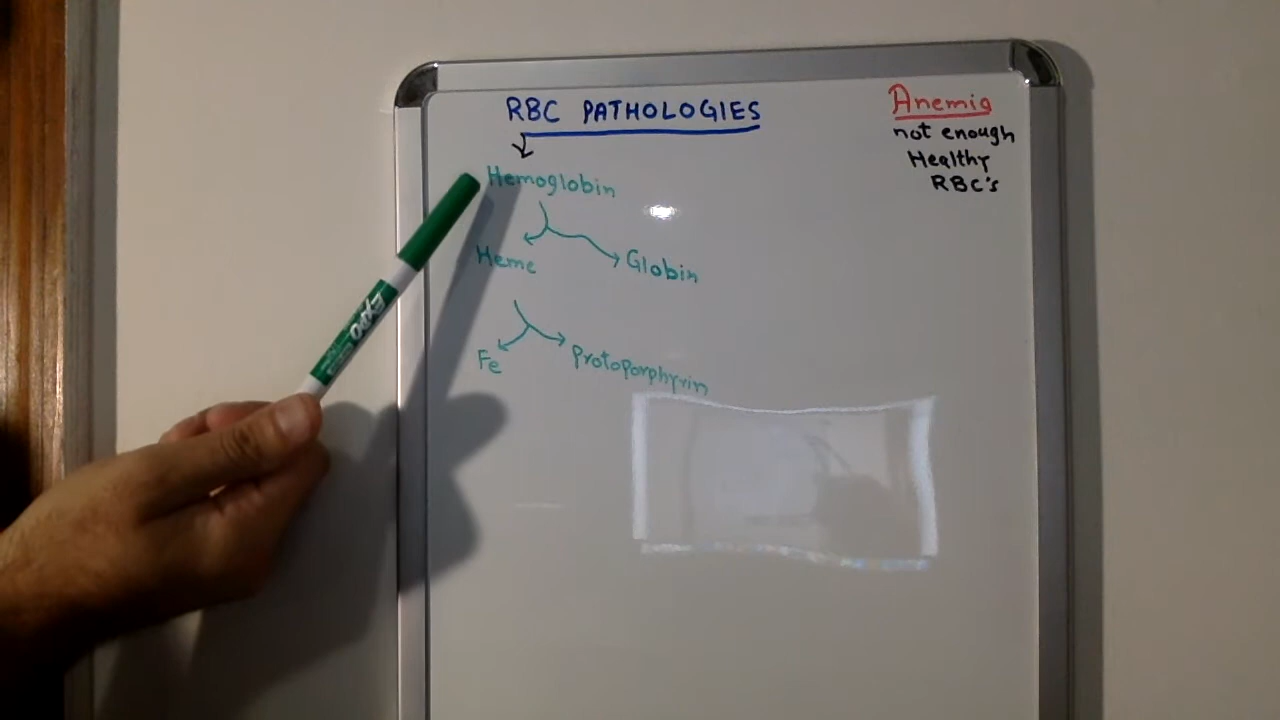 RBC PATHOLOGIES
Hemoglobin
Heme
Globin
Fe
Protoporphyrin
Anemia
not enough
Healthy
RBC's
Expo